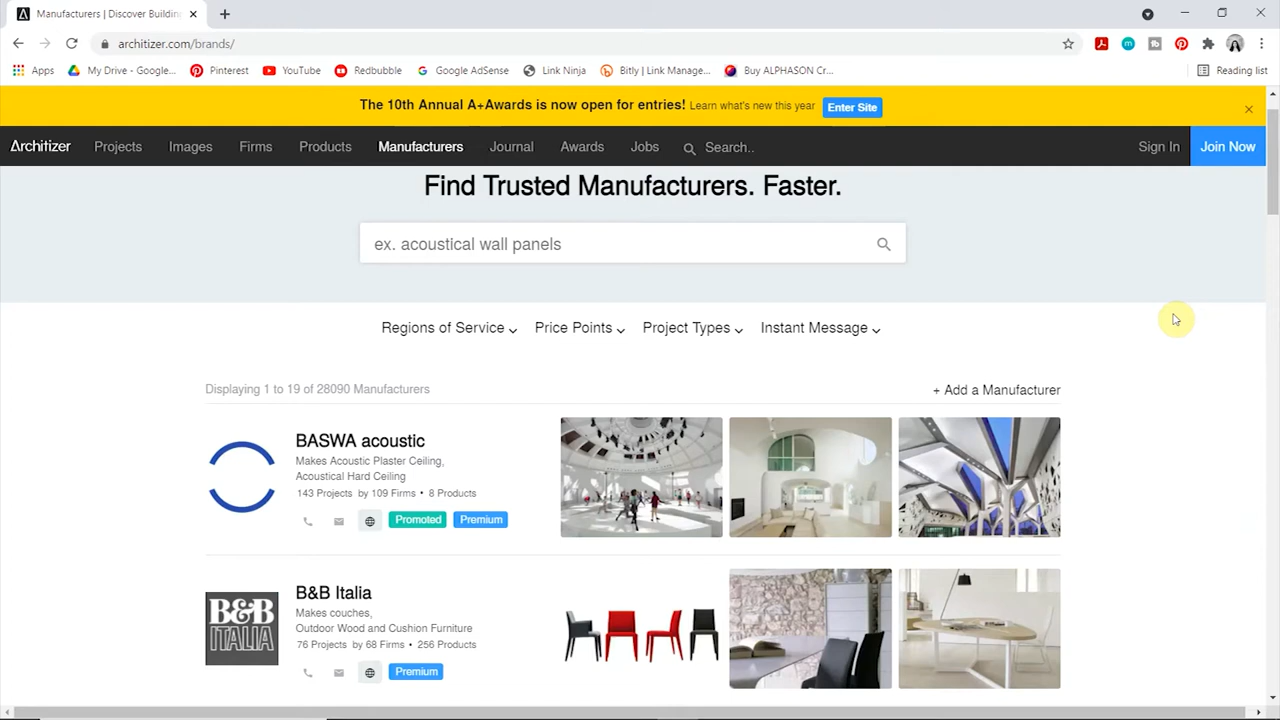 Manufacturers | Discover Building
architizer.com/brands/
Apps My Drive - Google... Pinterest YouTube Redbubble Google AdSense Link Ninja Bitly | Link Manage... Buy ALPHASON Cr... Reading list
The 10th Annual A+Awards is now open for entries! Learn what's new this year Enter Site
Architizer Projects Images Firms Products Manufacturers Journal Awards Jobs Search.. Sign In Join Now
Find Trusted Manufacturers. Faster.
ex. acoustical wall panels
Regions of Service Price Points Project Types Instant Message
Displaying 1 to 19 of 28090 Manufacturers + Add a Manufacturer
BASWA acoustic
Makes Acoustic Plaster Ceiling,
Acoustical Hard Ceiling
143 Projects by 109 Firms • 8 Products
Promoted Premium
B&B Italia
B&B
ITALIA
Makes couches,
Outdoor Wood and Cushion Furniture
76 Projects by 68 Firms • 256 Products
Premium